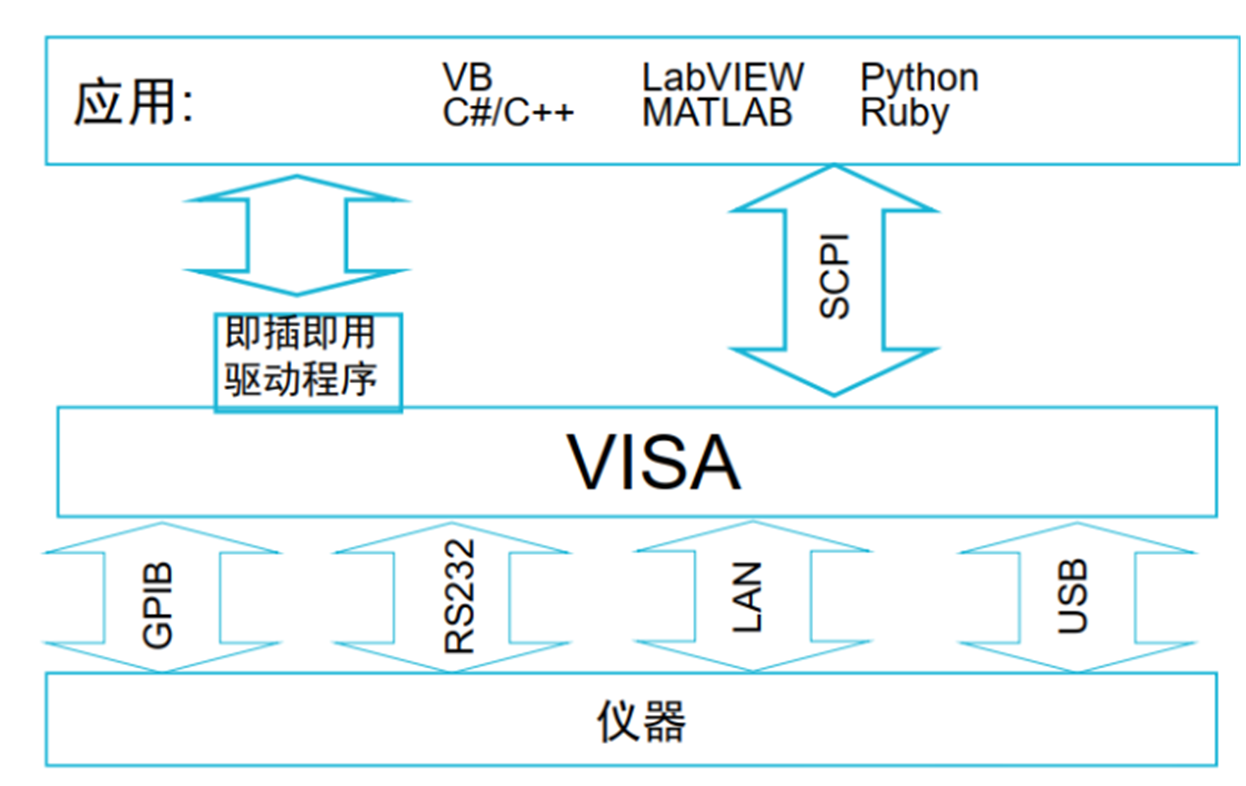 应用:
VB
C#/C++
LabVIEW
MATLAB
Python
Ruby
SCPI
即插即用
驱动程序
VISA
GPIB
RS232
LAN
USB
仪器